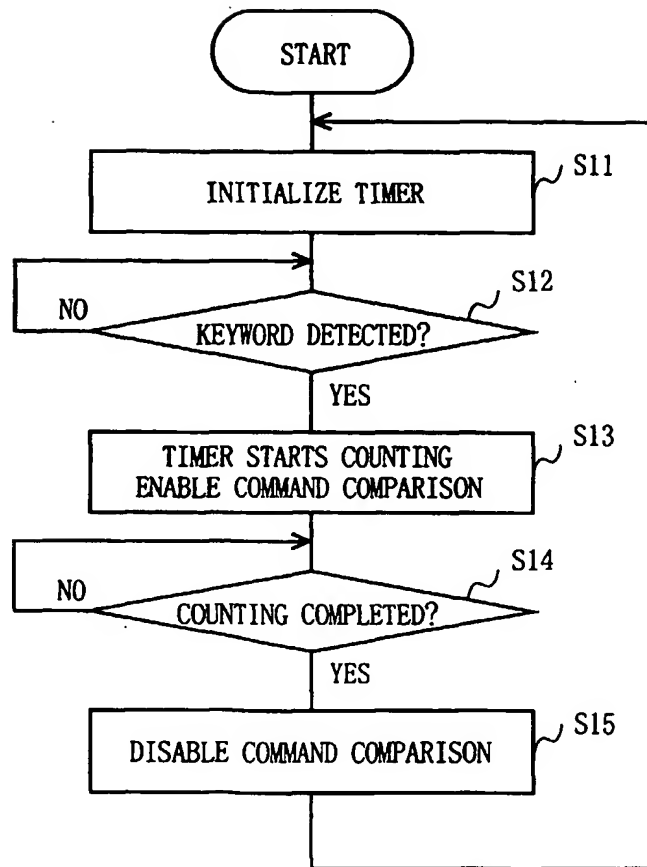 START
INITIALIZE TIMER
S11
S12
NO
KEYWORD DETECTED?
YES
S13
TIMER STARTS COUNTING
ENABLE COMMAND COMPARISON
S14
NO
COUNTING COMPLETED?
YES
S15
DISABLE COMMAND COMPARISON